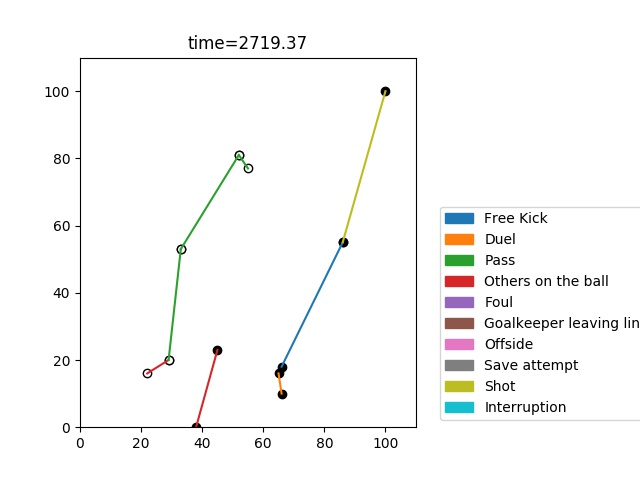 time=2719.37
100
80
60
40
20
0
0 20 40 60 80 100
Free Kick
Duel
Pass
Others on the ball
Foul
Goalkeeper leaving lin
Offside
Save attempt
Shot
Interruption